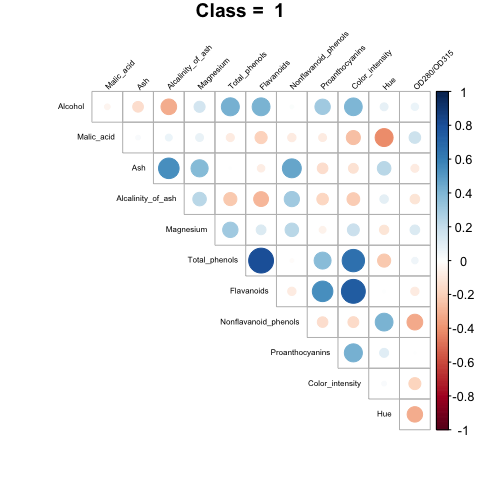 Class =  1
Malic_acid
Ash
Alcalinity_of_ash
Magnesium
Total_phenols
Flavanoids
Nonflavanoid_phenols
Proanthocyanins
Color_intensity
Hue
OD280/OD315
Alcohol
Malic_acid
Ash
Alcalinity_of_ash
Magnesium
Total_phenols
Flavanoids
Nonflavanoid_phenols
Proanthocyanins
Color_intensity
Hue
1
0.8
0.6
0.4
0.2
0
-0.2
-0.4
-0.6
-0.8
-1